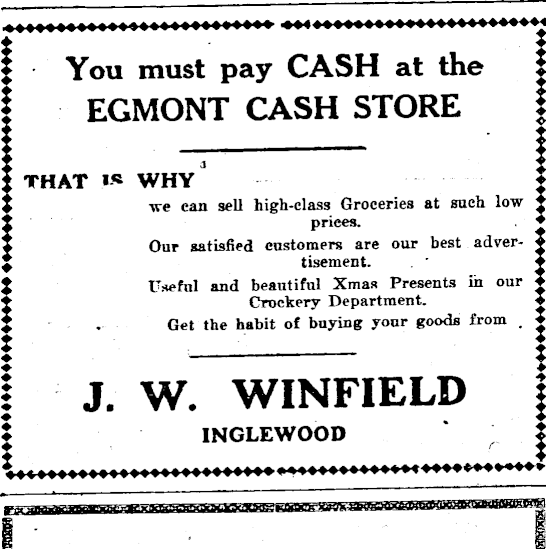 You must pay CASH at the
EGMONT CASH STORE
THAT IS WHY
we can sell high-class Groceries at such low
prices.
Our satisfied customers are our best adver-
tisement.
Useful and beautiful Xmas Presents in our
Crockery Department.
Get the habit of buying your goods from
J. W. WINFIELD
INGLEWOOD